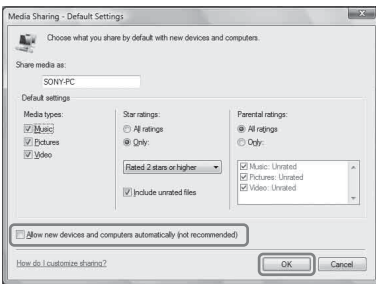 Media Sharing - Default Settings
Choose what you share by default with new devices and computers.
Share media as:
SONY-PC
Default settings
Media types:
Music
Pictures
Video
Star ratings:
All ratings
Only:
Rated 2 stars or higher
Include unrated files
Parental ratings:
All ratings
Only:
Music: Unrated
Pictures: Unrated
Video: Unrated
Allow new devices and computers automatically (not recommended)
How do I customize sharing?
OK
Cancel